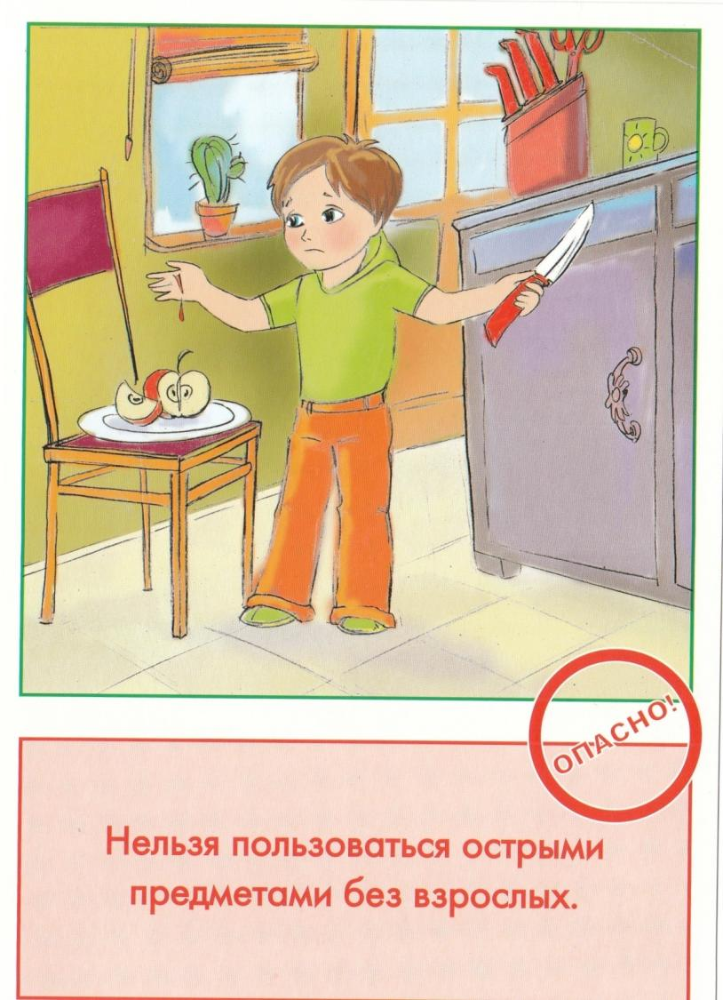 ОПАСНО!
Нельзя пользоваться острыми
предметами без взрослых.